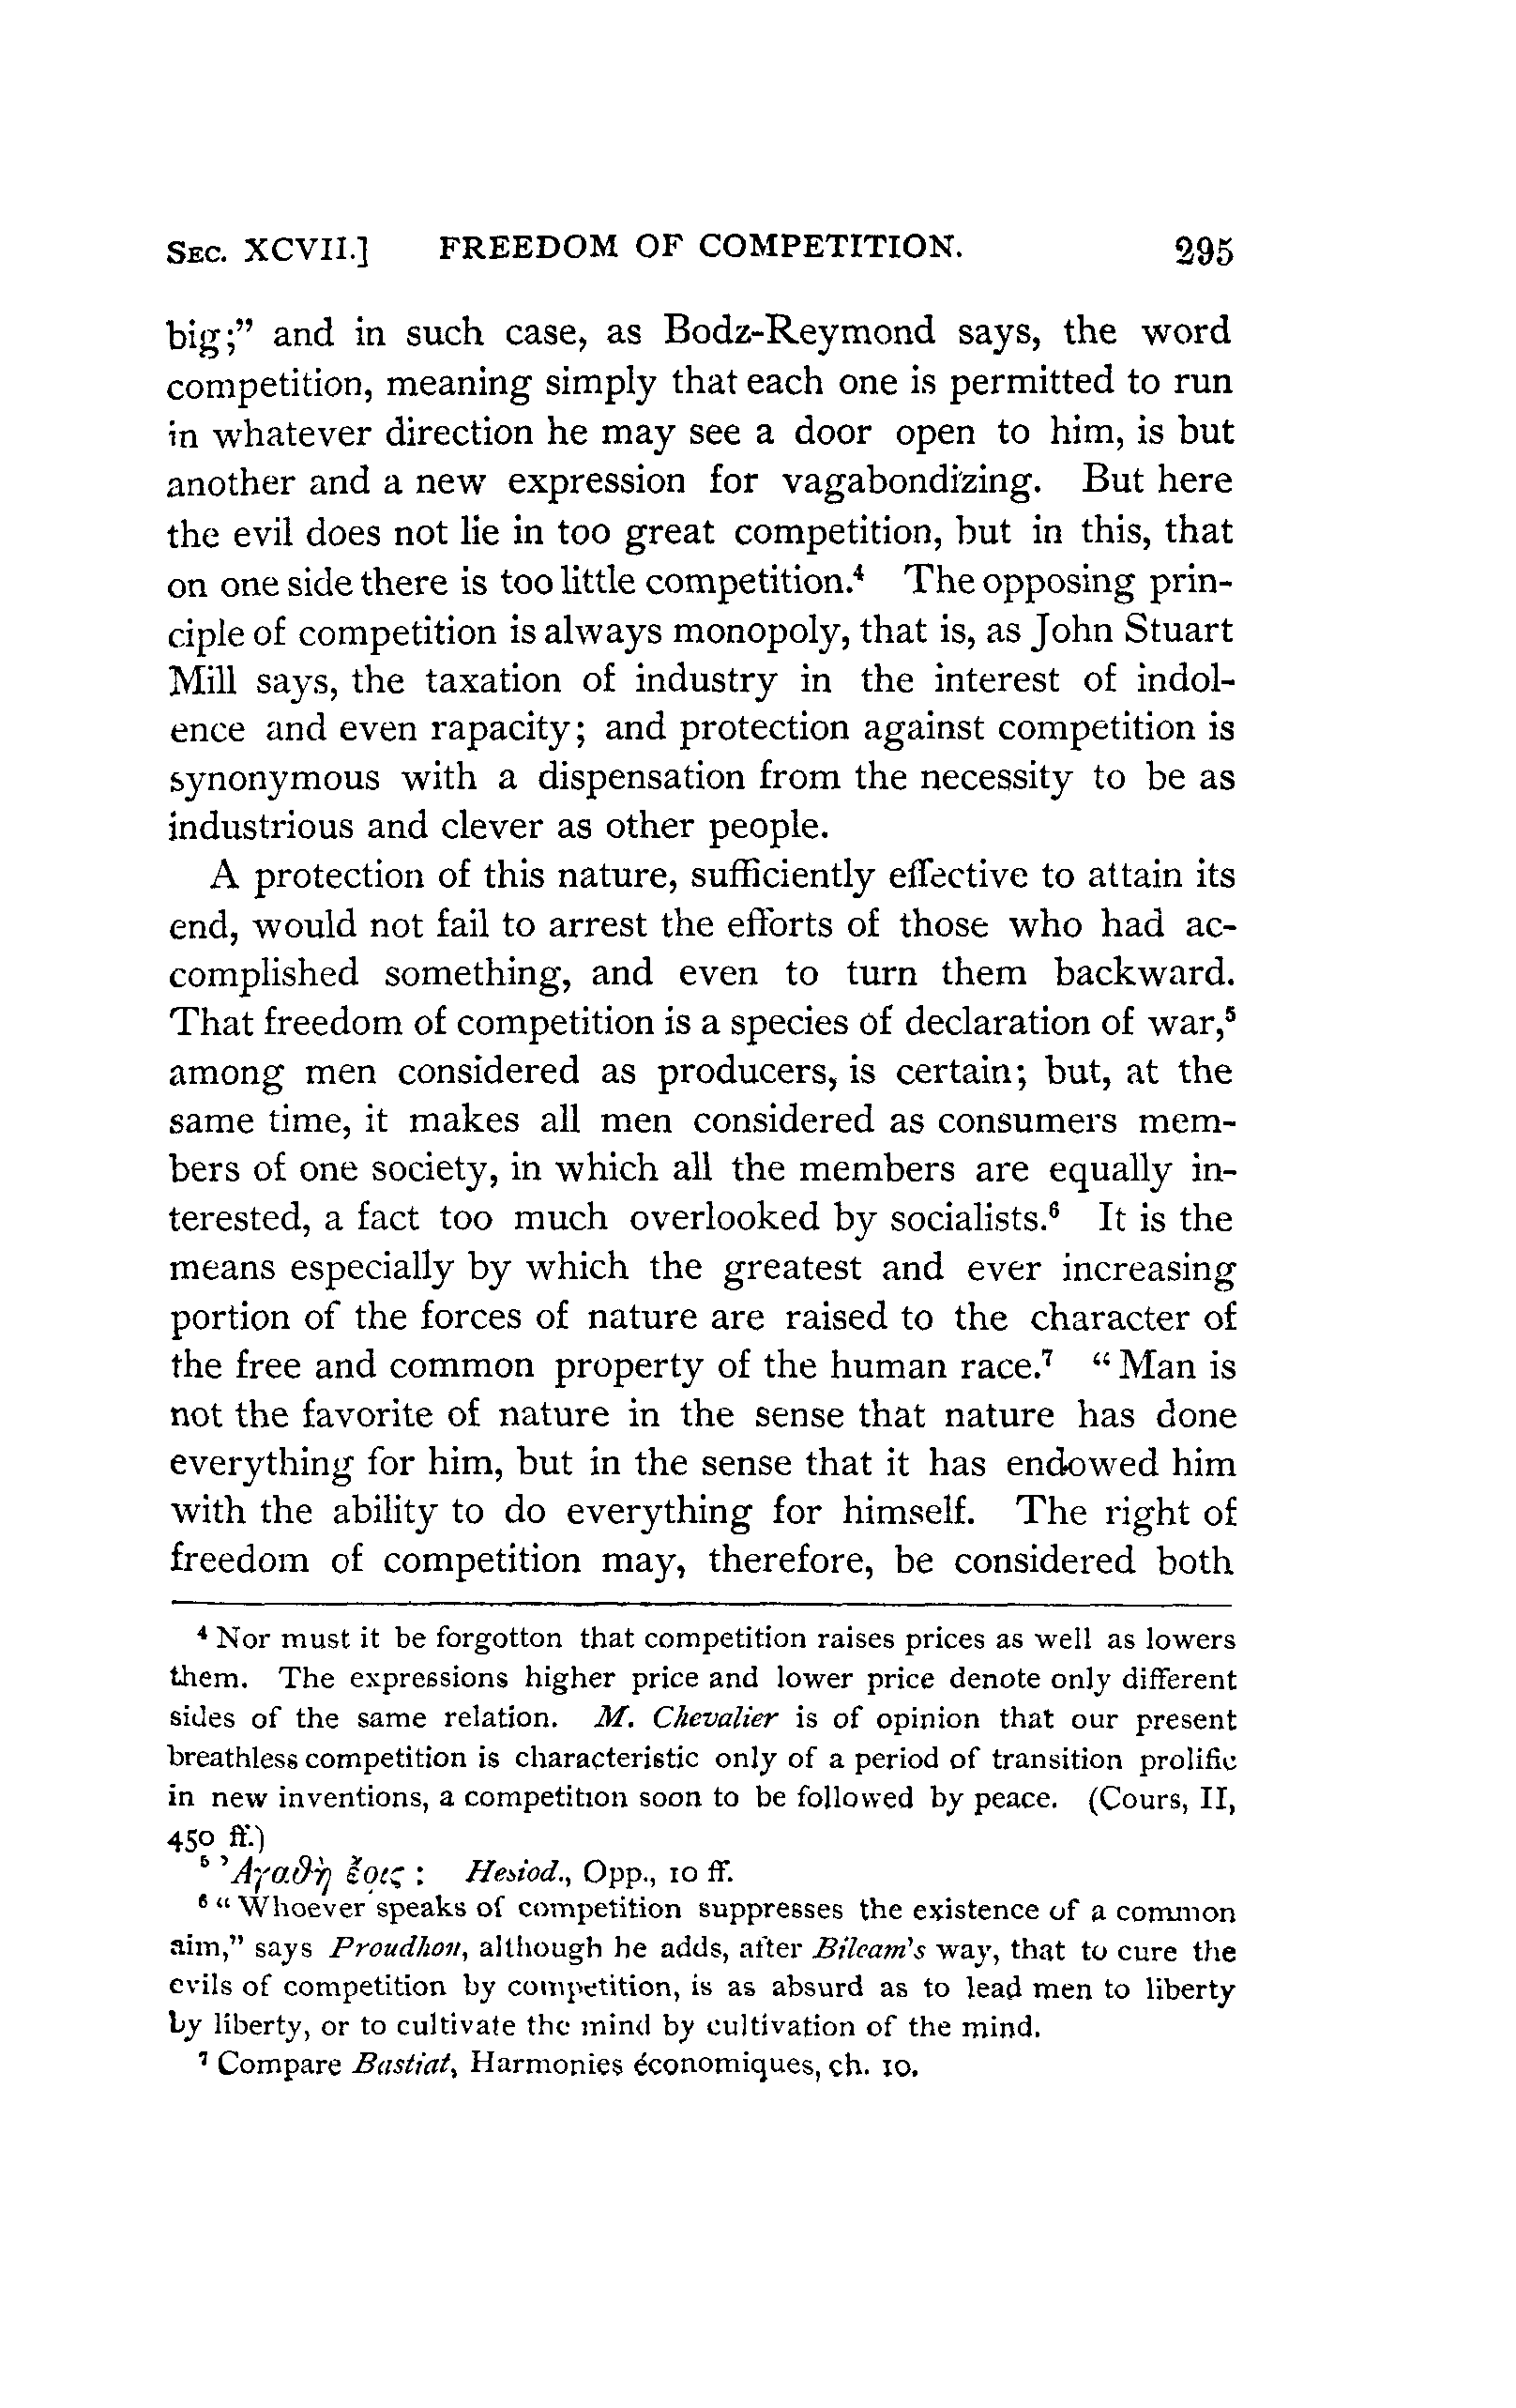 SEC. XCVII.] FREEDOM OF COMPETITION. 295
big;” and in such case, as Bodz-Reymond says, the word
competition, meaning simply that each one is permitted to run
in whatever direction he may see a door open to him, is but
another and a new expression for vagabondizing. But here
the evil does not lie in too great competition, but in this, that
on one side there is too little competition.⁴ The opposing prin-
ciple of competition is always monopoly, that is, as John Stuart
Mill says, the taxation of industry in the interest of indol-
ence and even rapacity; and protection against competition is
synonymous with a dispensation from the necessity to be as
industrious and clever as other people.
A protection of this nature, sufficiently effective to attain its
end, would not fail to arrest the efforts of those who had ac-
complished something, and even to turn them backward.
That freedom of competition is a species of declaration of war,⁵
among men considered as producers, is certain; but, at the
same time, it makes all men considered as consumers mem-
bers of one society, in which all the members are equally in-
terested, a fact too much overlooked by socialists.⁶ It is the
means especially by which the greatest and ever increasing
portion of the forces of nature are raised to the character of
the free and common property of the human race.⁷ “Man is
not the favorite of nature in the sense that nature has done
everything for him, but in the sense that it has endowed him
with the ability to do everything for himself. The right of
freedom of competition may, therefore, be considered both
⁴ Nor must it be forgotton that competition raises prices as well as lowers
them. The expressions higher price and lower price denote only different
sides of the same relation. M. Chevalier is of opinion that our present
breathless competition is characteristic only of a period of transition prolific
in new inventions, a competition soon to be followed by peace. (Cours, II,
450 ff.)
⁵ Ἀγαθὴ ἔρις : Hesiod., Opp., 10 ff.
⁶ “Whoever speaks of competition suppresses the existence of a common
aim,” says Proudhon, although he adds, after Bileam's way, that to cure the
evils of competition by competition, is as absurd as to lead men to liberty
by liberty, or to cultivate the mind by cultivation of the mind.
⁷ Compare Bastiat, Harmonies économiques, ch. 10.